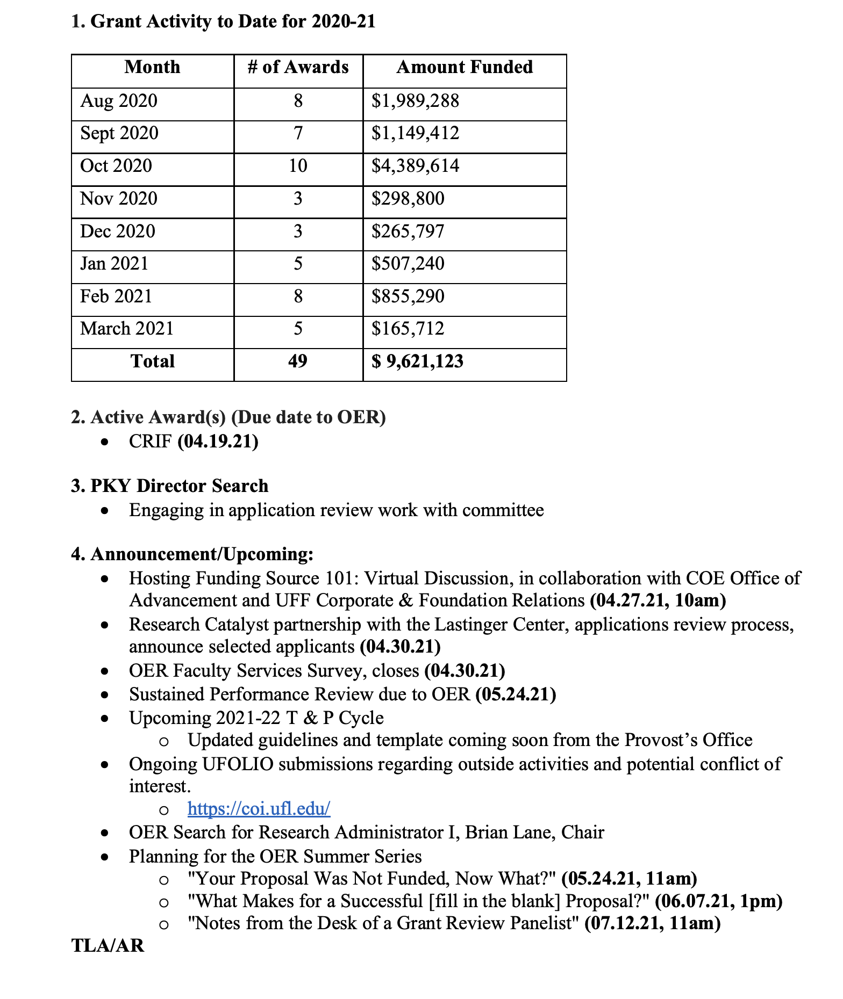 1. Grant Activity to Date for 2020-21
Month # of Awards Amount Funded
Aug 2020 8 $1,989,288
Sept 2020 7 $1,149,412
Oct 2020 10 $4,389,614
Nov 2020 3 $298,800
Dec 2020 3 $265,797
Jan 2021 5 $507,240
Feb 2021 8 $855,290
March 2021 5 $165,712
Total 49 $ 9,621,123
2. Active Award(s) (Due date to OER)
• CRIF (04.19.21)
3. PKY Director Search
• Engaging in application review work with committee
4. Announcement/Upcoming:
• Hosting Funding Source 101: Virtual Discussion, in collaboration with COE Office of
Advancement and UFF Corporate & Foundation Relations (04.27.21, 10am)
• Research Catalyst partnership with the Lastinger Center, applications review process,
announce selected applicants (04.30.21)
• OER Faculty Services Survey, closes (04.30.21)
• Sustained Performance Review due to OER (05.24.21)
• Upcoming 2021-22 T & P Cycle
o Updated guidelines and template coming soon from the Provost’s Office
• Ongoing UFOLIO submissions regarding outside activities and potential conflict of
interest.
o https://coi.ufl.edu/
• OER Search for Research Administrator I, Brian Lane, Chair
• Planning for the OER Summer Series
o "Your Proposal Was Not Funded, Now What?" (05.24.21, 11am)
o "What Makes for a Successful [fill in the blank] Proposal?" (06.07.21, 1pm)
o "Notes from the Desk of a Grant Review Panelist" (07.12.21, 11am)
TLA/AR